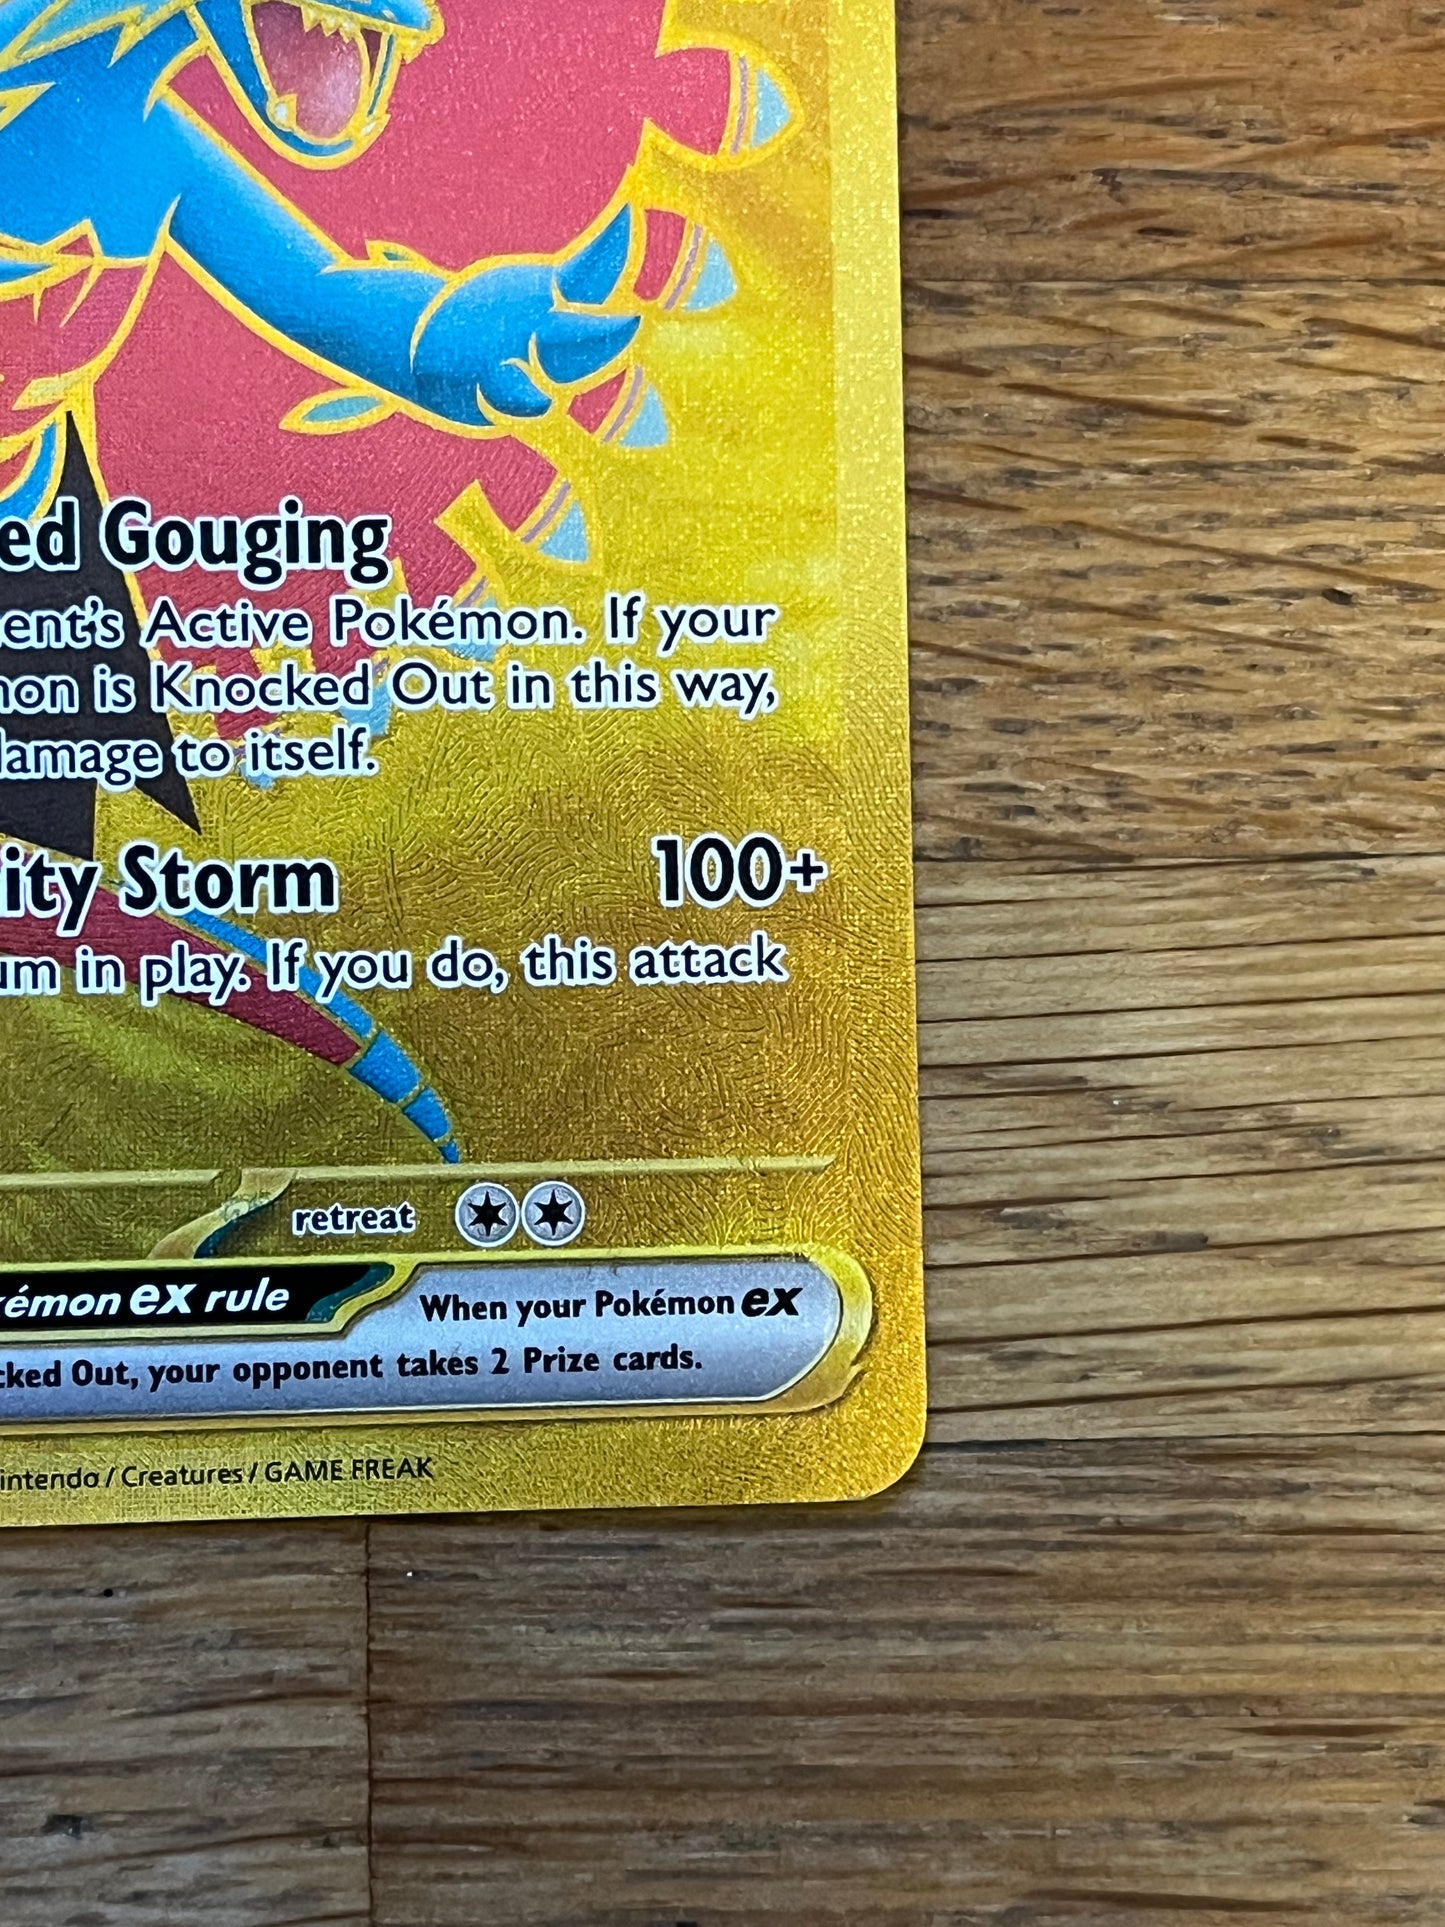 ed Gouging
ent's Active Pokémon. If your
mon is Knocked Out in this way,
damage to itself.
ity Storm 100+
um in play. If you do, this attack
retreat
kémon ex rule When your Pokémon ex
cked Out, your opponent takes 2 Prize cards.
intendo / Creatures / GAME FREAK